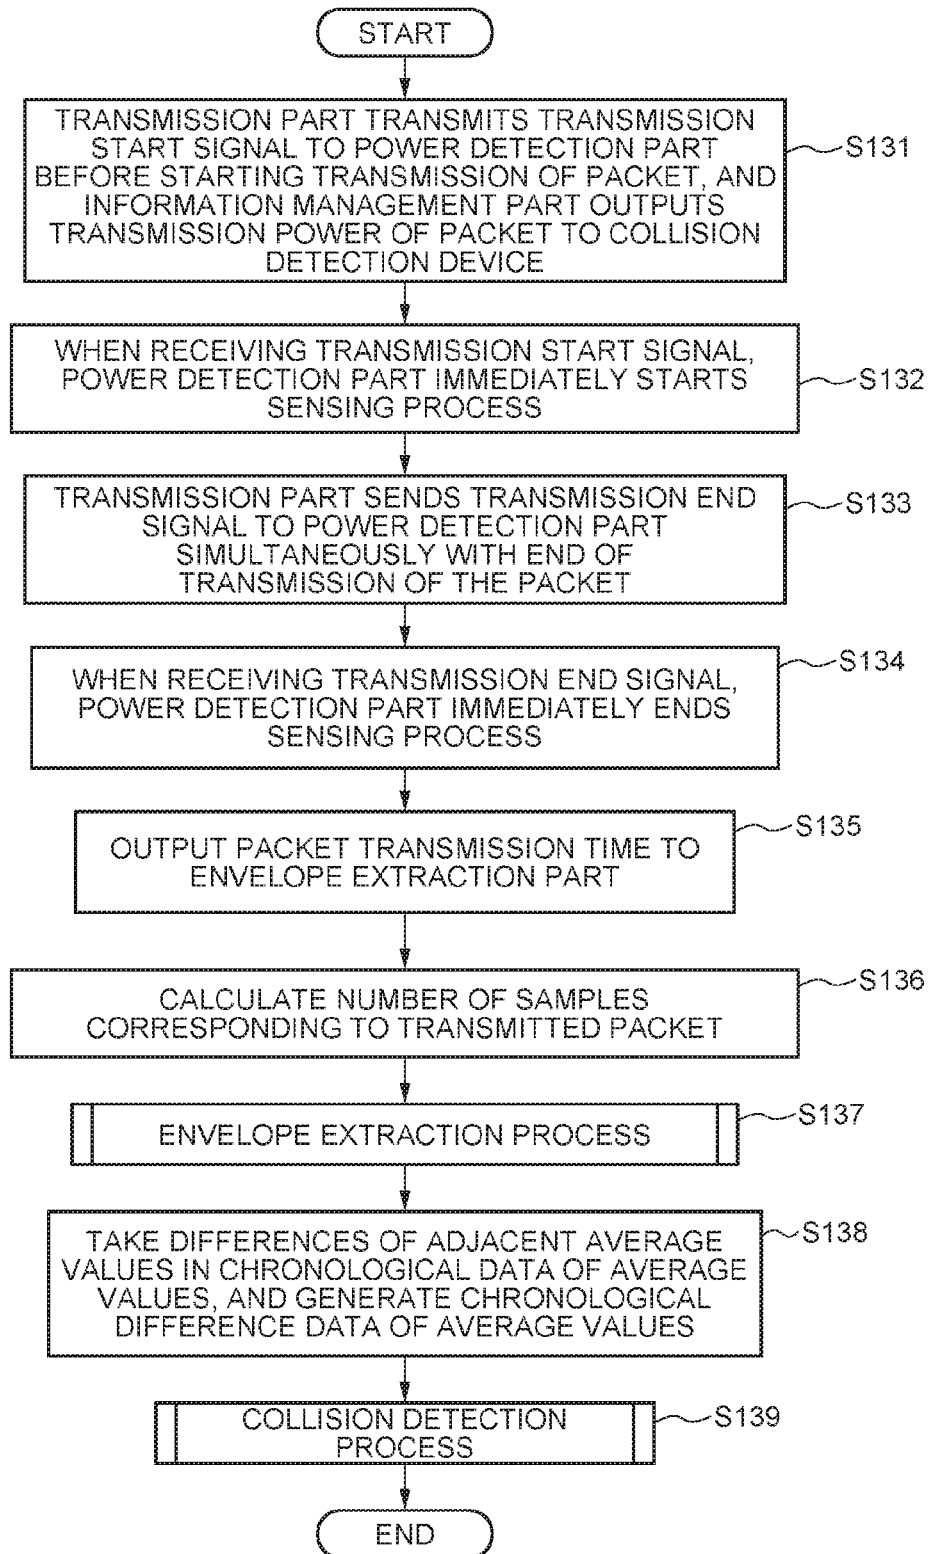 START
TRANSMISSION PART TRANSMITS TRANSMISSION
START SIGNAL TO POWER DETECTION PART
BEFORE STARTING TRANSMISSION OF PACKET, AND
INFORMATION MANAGEMENT PART OUTPUTS
TRANSMISSION POWER OF PACKET TO COLLISION
DETECTION DEVICE
S131
WHEN RECEIVING TRANSMISSION START SIGNAL,
POWER DETECTION PART IMMEDIATELY STARTS
SENSING PROCESS
S132
TRANSMISSION PART SENDS TRANSMISSION END
SIGNAL TO POWER DETECTION PART
SIMULTANEOUSLY WITH END OF
TRANSMISSION OF THE PACKET
S133
WHEN RECEIVING TRANSMISSION END SIGNAL,
POWER DETECTION PART IMMEDIATELY ENDS
SENSING PROCESS
S134
OUTPUT PACKET TRANSMISSION TIME TO
ENVELOPE EXTRACTION PART
S135
CALCULATE NUMBER OF SAMPLES
CORRESPONDING TO TRANSMITTED PACKET
S136
ENVELOPE EXTRACTION PROCESS
S137
TAKE DIFFERENCES OF ADJACENT AVERAGE
VALUES IN CHRONOLOGICAL DATA OF AVERAGE
VALUES, AND GENERATE CHRONOLOGICAL
DIFFERENCE DATA OF AVERAGE VALUES
S138
COLLISION DETECTION
PROCESS
S139
END